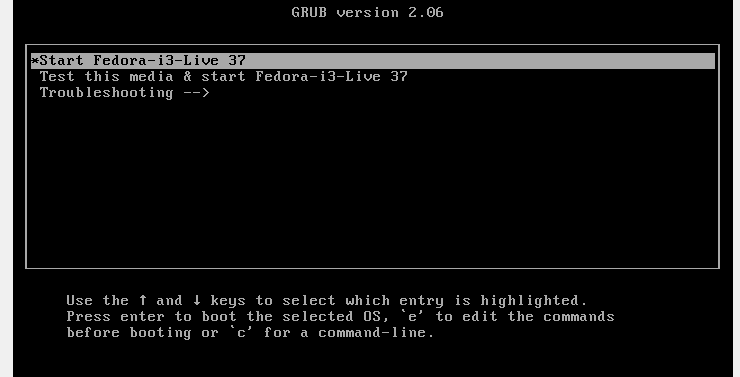 GRUB version 2.06
*Start Fedora-i3-Live 37
Test this media & start Fedora-i3-Live 37
Troubleshooting -->
Use the ↑ and ↓ keys to select which entry is highlighted.
Press enter to boot the selected OS, `e' to edit the commands
before booting or `c' for a command-line.